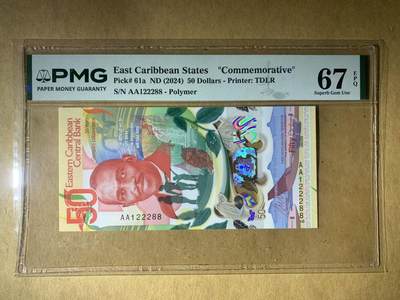 PMG
PAPER MONEY GUARANTY
East Caribbean States "Commemorative"
Pick# 61a ND (2024) 50 Dollars - Printer: TDLR
S/N AA122288 - Polymer
67 EPQ
Superb Gem Unc
50
Eastern Caribbean
Central Bank
AA122288
50
AA122288